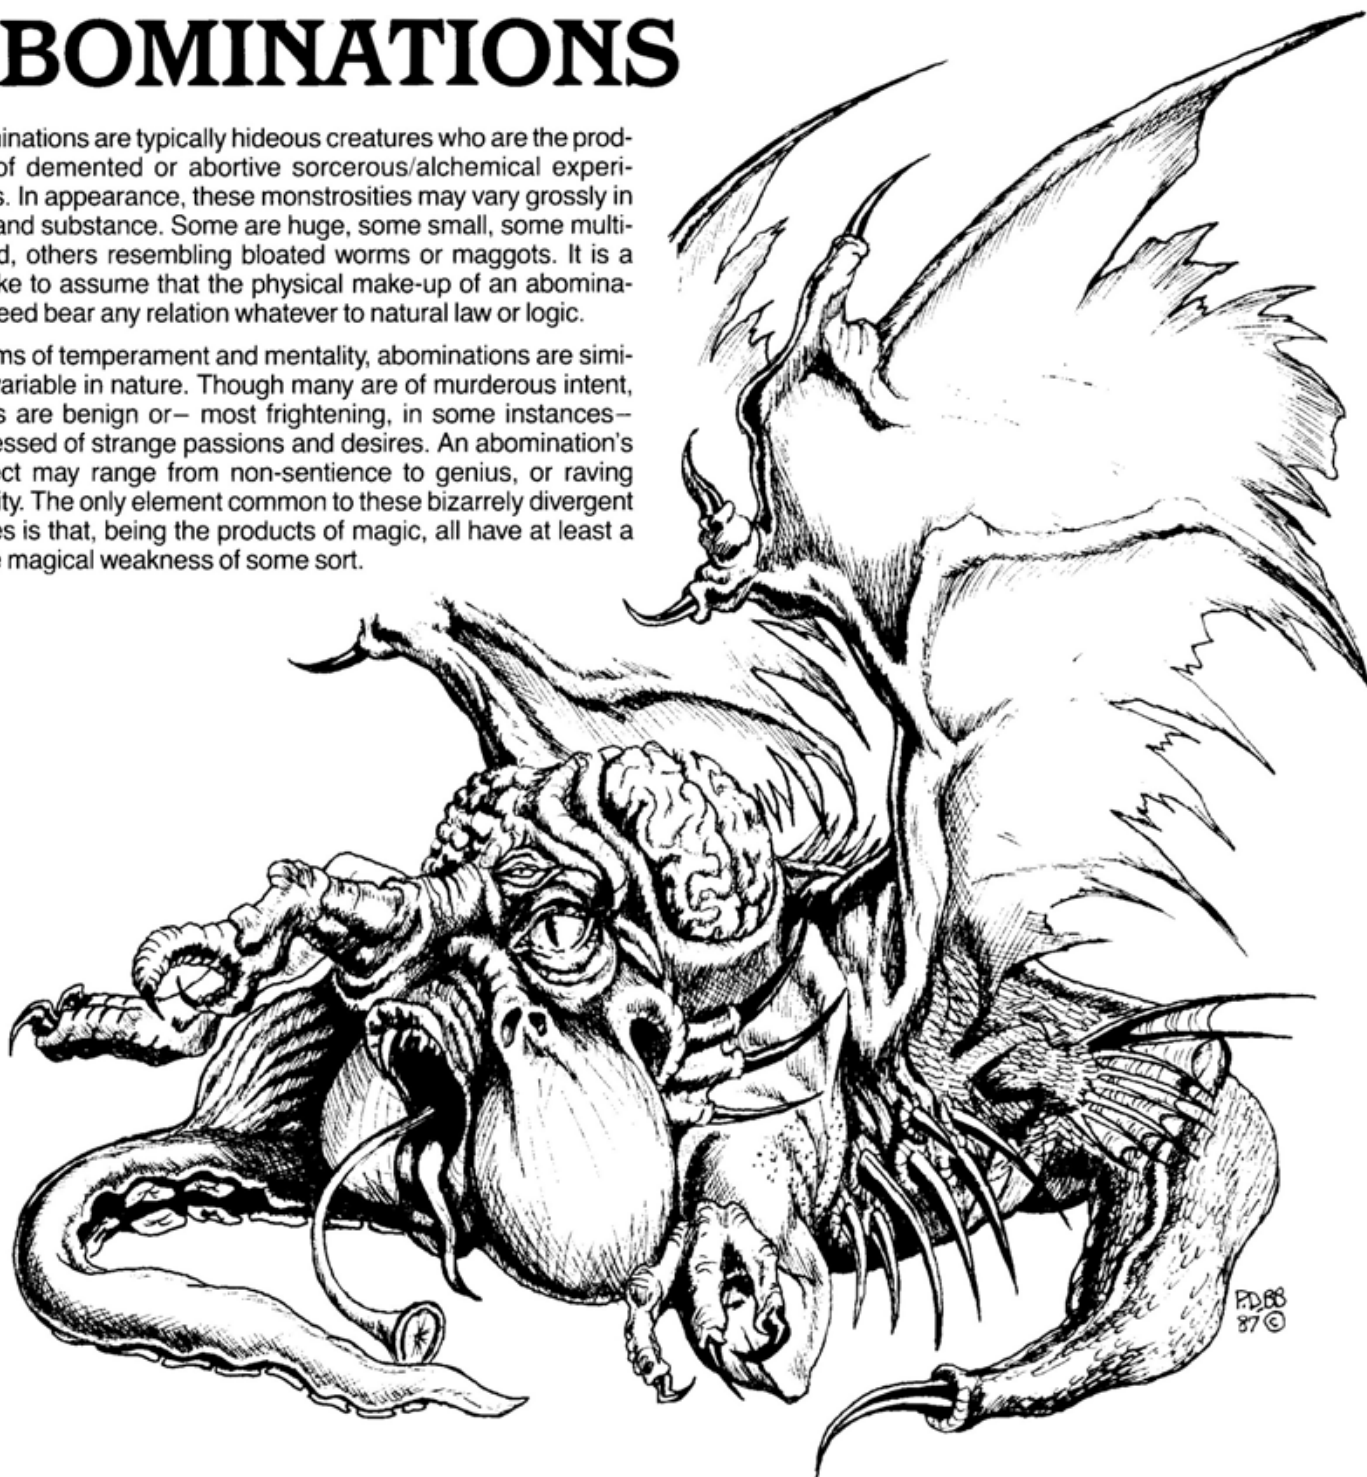 BOMINATIONS
inations are typically hideous creatures who are the prod-
of demented or abortive sorcerous/alchemical experi-
s. In appearance, these monstrosities may vary grossly in
and substance. Some are huge, some small, some multi-
d, others resembling bloated worms or maggots. It is a
ke to assume that the physical make-up of an abomina-
eed bear any relation whatever to natural law or logic.
ms of temperament and mentality, abominations are simi-
variable in nature. Though many are of murderous intent,
s are benign or– most frightening, in some instances–
essed of strange passions and desires. An abomination's
ct may range from non-sentience to genius, or raving
ity. The only element common to these bizarrely divergent
es is that, being the products of magic, all have at least a
e magical weakness of some sort.
P.D.BB
87 ©